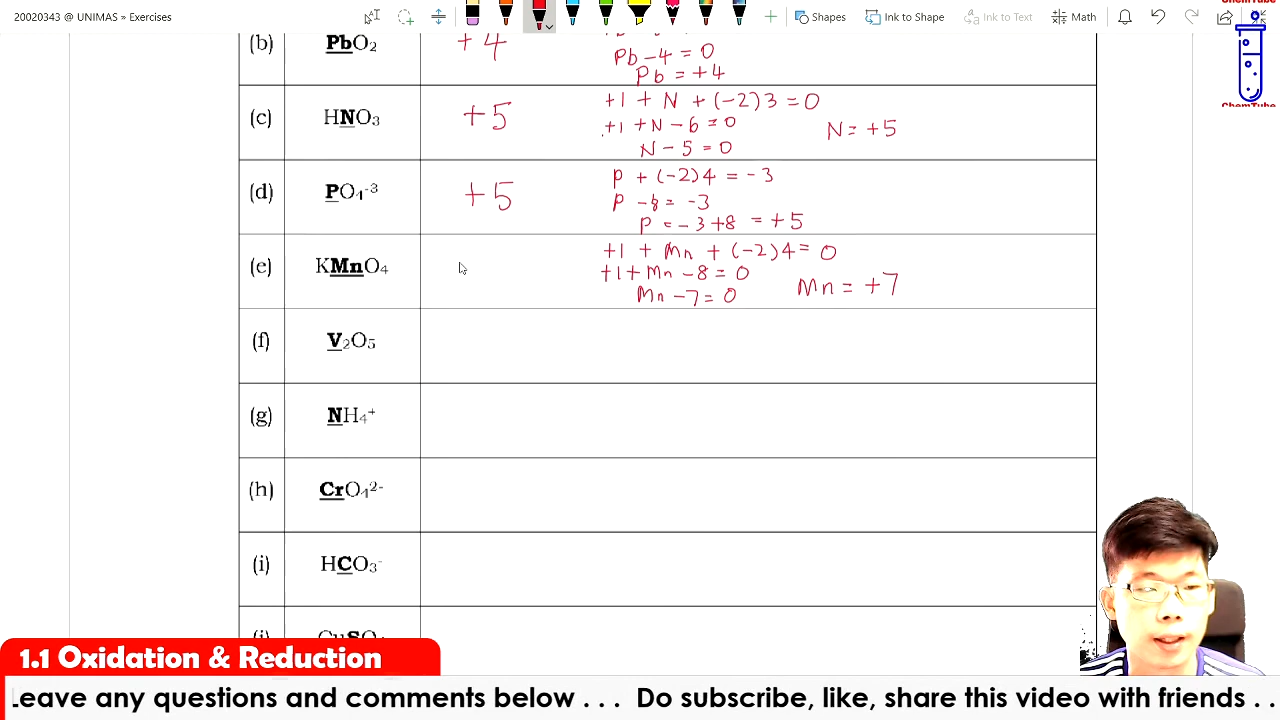 20020343 @ UNIMAS » Exercises
Shapes
Ink to Shape
Ink to Text
Math
ChemTube
(b) PbO₂ +4
Pb − 4 = 0
Pb = +4
(c) HNO₃ +5
+1 + N + (-2)3 = 0
+1 + N − 6 = 0
N − 5 = 0
N = +5
(d) PO₄⁻³ +5
P + (-2)4 = -3
P − 8 = -3
P = -3+8 = +5
(e) KMnO₄
+1 + Mn + (-2)4 = 0
+1 + Mn − 8 = 0
Mn − 7 = 0
Mn = +7
(f) V₂O₅
(g) NH₄⁺
(h) CrO₄²⁻
(i) HCO₃⁻
(j) CuSO₄
1.1 Oxidation & Reduction
Leave any questions and comments below . . . Do subscribe, like, share this video with friends . .